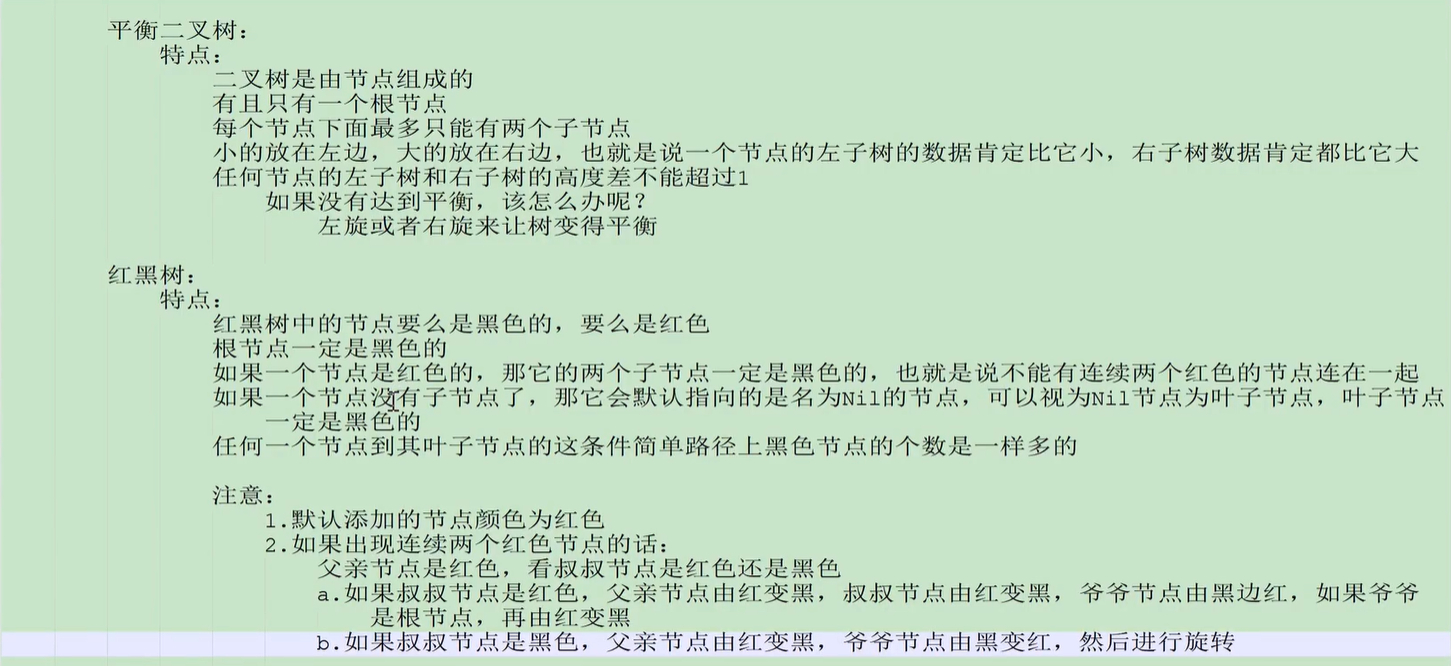 平衡二叉树：
特点：
二叉树是由节点组成的
有且只有一个根节点
每个节点下面最多只能有两个子节点
小的放在左边，大的放在右边，也就是说一个节点的左子树的数据肯定比它小，右子树数据肯定都比它大
任何节点的左子树和右子树的高度差不能超过1
如果没有达到平衡，该怎么办呢？
左旋或者右旋来让树变得平衡
红黑树：
特点：
红黑树中的节点要么是黑色的，要么是红色
根节点一定是黑色的
如果一个节点是红色的，那它的两个子节点一定是黑色的，也就是说不能有连续两个红色的节点连在一起
如果一个节点没有子节点了，那它会默认指向的是名为Nil的节点，可以视为Nil节点为叶子节点，叶子节点
一定是黑色的
任何一个节点到其叶子节点的这条件简单路径上黑色节点的个数是一样多的
注意：
1.默认添加的节点颜色为红色
2.如果出现连续两个红色节点的话：
父亲节点是红色，看叔叔节点是红色还是黑色
a.如果叔叔节点是红色，父亲节点由红变黑，叔叔节点由红变黑，爷爷节点由黑边红，如果爷爷
是根节点，再由红变黑
b.如果叔叔节点是黑色，父亲节点由红变黑，爷爷节点由黑变红，然后进行旋转